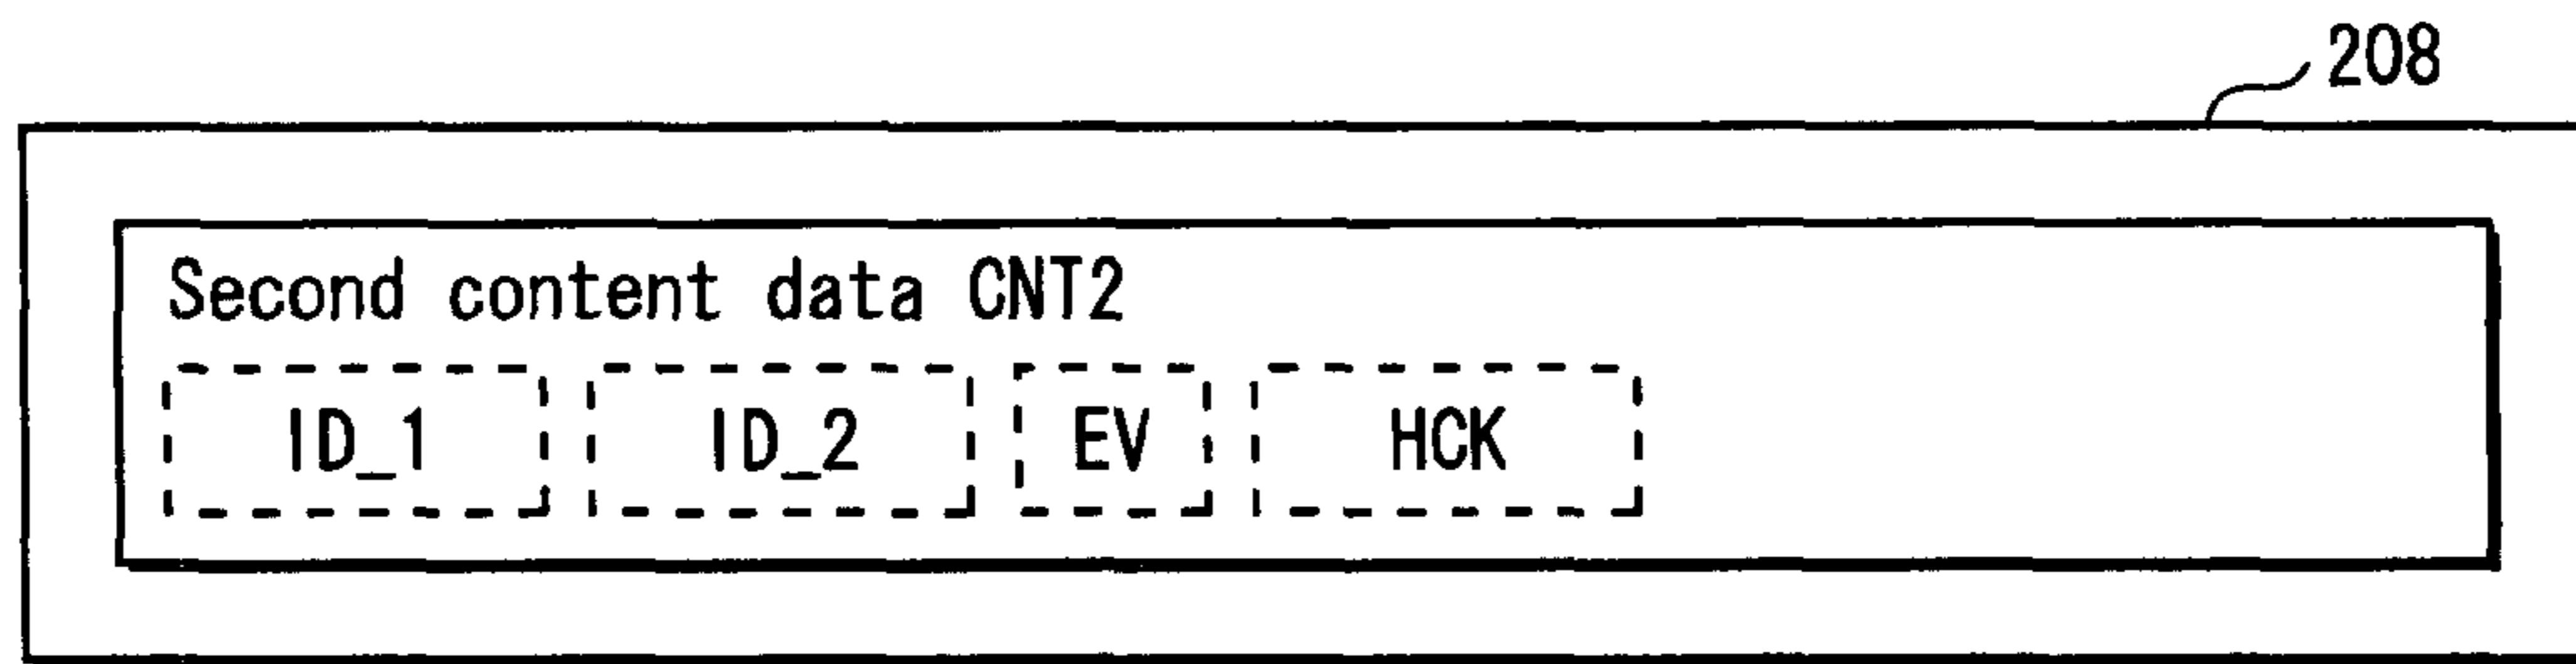 208
Second content data CNT2
ID_1 ID_2 EV HCK